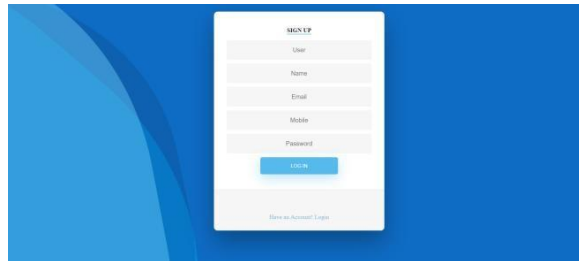 SIGN UP
User
Name
Email
Mobile
Password
LOG IN
Have an Account? Login